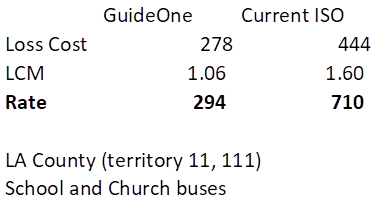 GuideOne Current ISO
Loss Cost 278 444
LCM 1.06 1.60
Rate 294 710
LA County (territory 11, 111)
School and Church buses